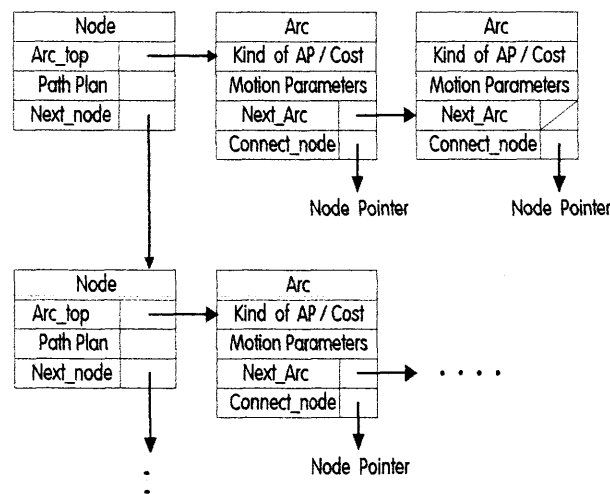 Node
Arc_top
Path Plan
Next_node
Arc
Kind of AP / Cost
Motion Parameters
Next_Arc
Connect_node
Node Pointer
Arc
Kind of AP / Cost
Motion Parameters
Next_Arc
Connect_node
Node Pointer
Node
Arc_top
Path Plan
Next_node
Arc
Kind of AP / Cost
Motion Parameters
Next_Arc
Connect_node
Node Pointer